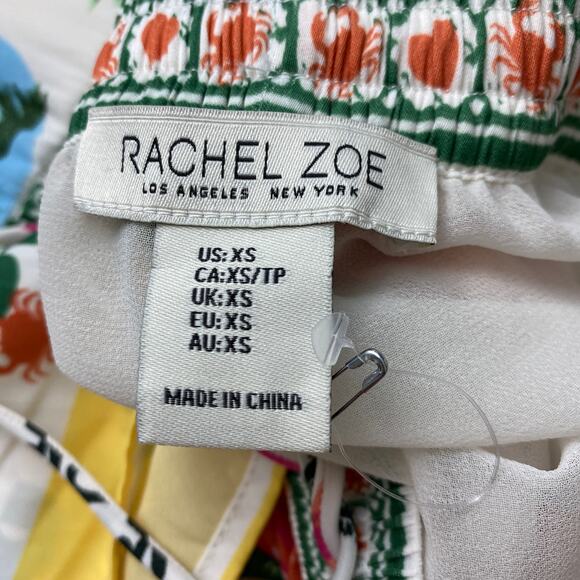 RACHEL ZOE
LOS ANGELES NEW YORK
US: XS
CA: XS/TP
UK: XS
EU: XS
AU: XS
MADE IN CHINA